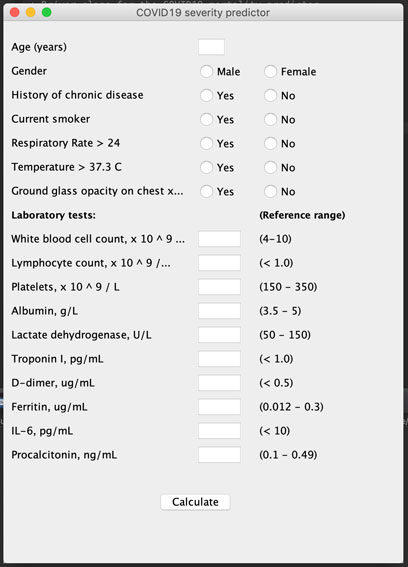 COVID19 severity predictor
Age (years)
Gender Male Female
History of chronic disease Yes No
Current smoker Yes No
Respiratory Rate > 24 Yes No
Temperature > 37.3 C Yes No
Ground glass opacity on chest x... Yes No
Laboratory tests: (Reference range)
White blood cell count, x 10 ^ 9 ... (4-10)
Lymphocyte count, x 10 ^ 9 /... (< 1.0)
Platelets, x 10 ^ 9 / L (150 - 350)
Albumin, g/L (3.5 - 5)
Lactate dehydrogenase, U/L (50 - 150)
Troponin I, pg/mL (< 1.0)
D-dimer, ug/mL (< 0.5)
Ferritin, ug/mL (0.012 - 0.3)
IL-6, pg/mL (< 10)
Procalcitonin, ng/mL (0.1 - 0.49)
Calculate